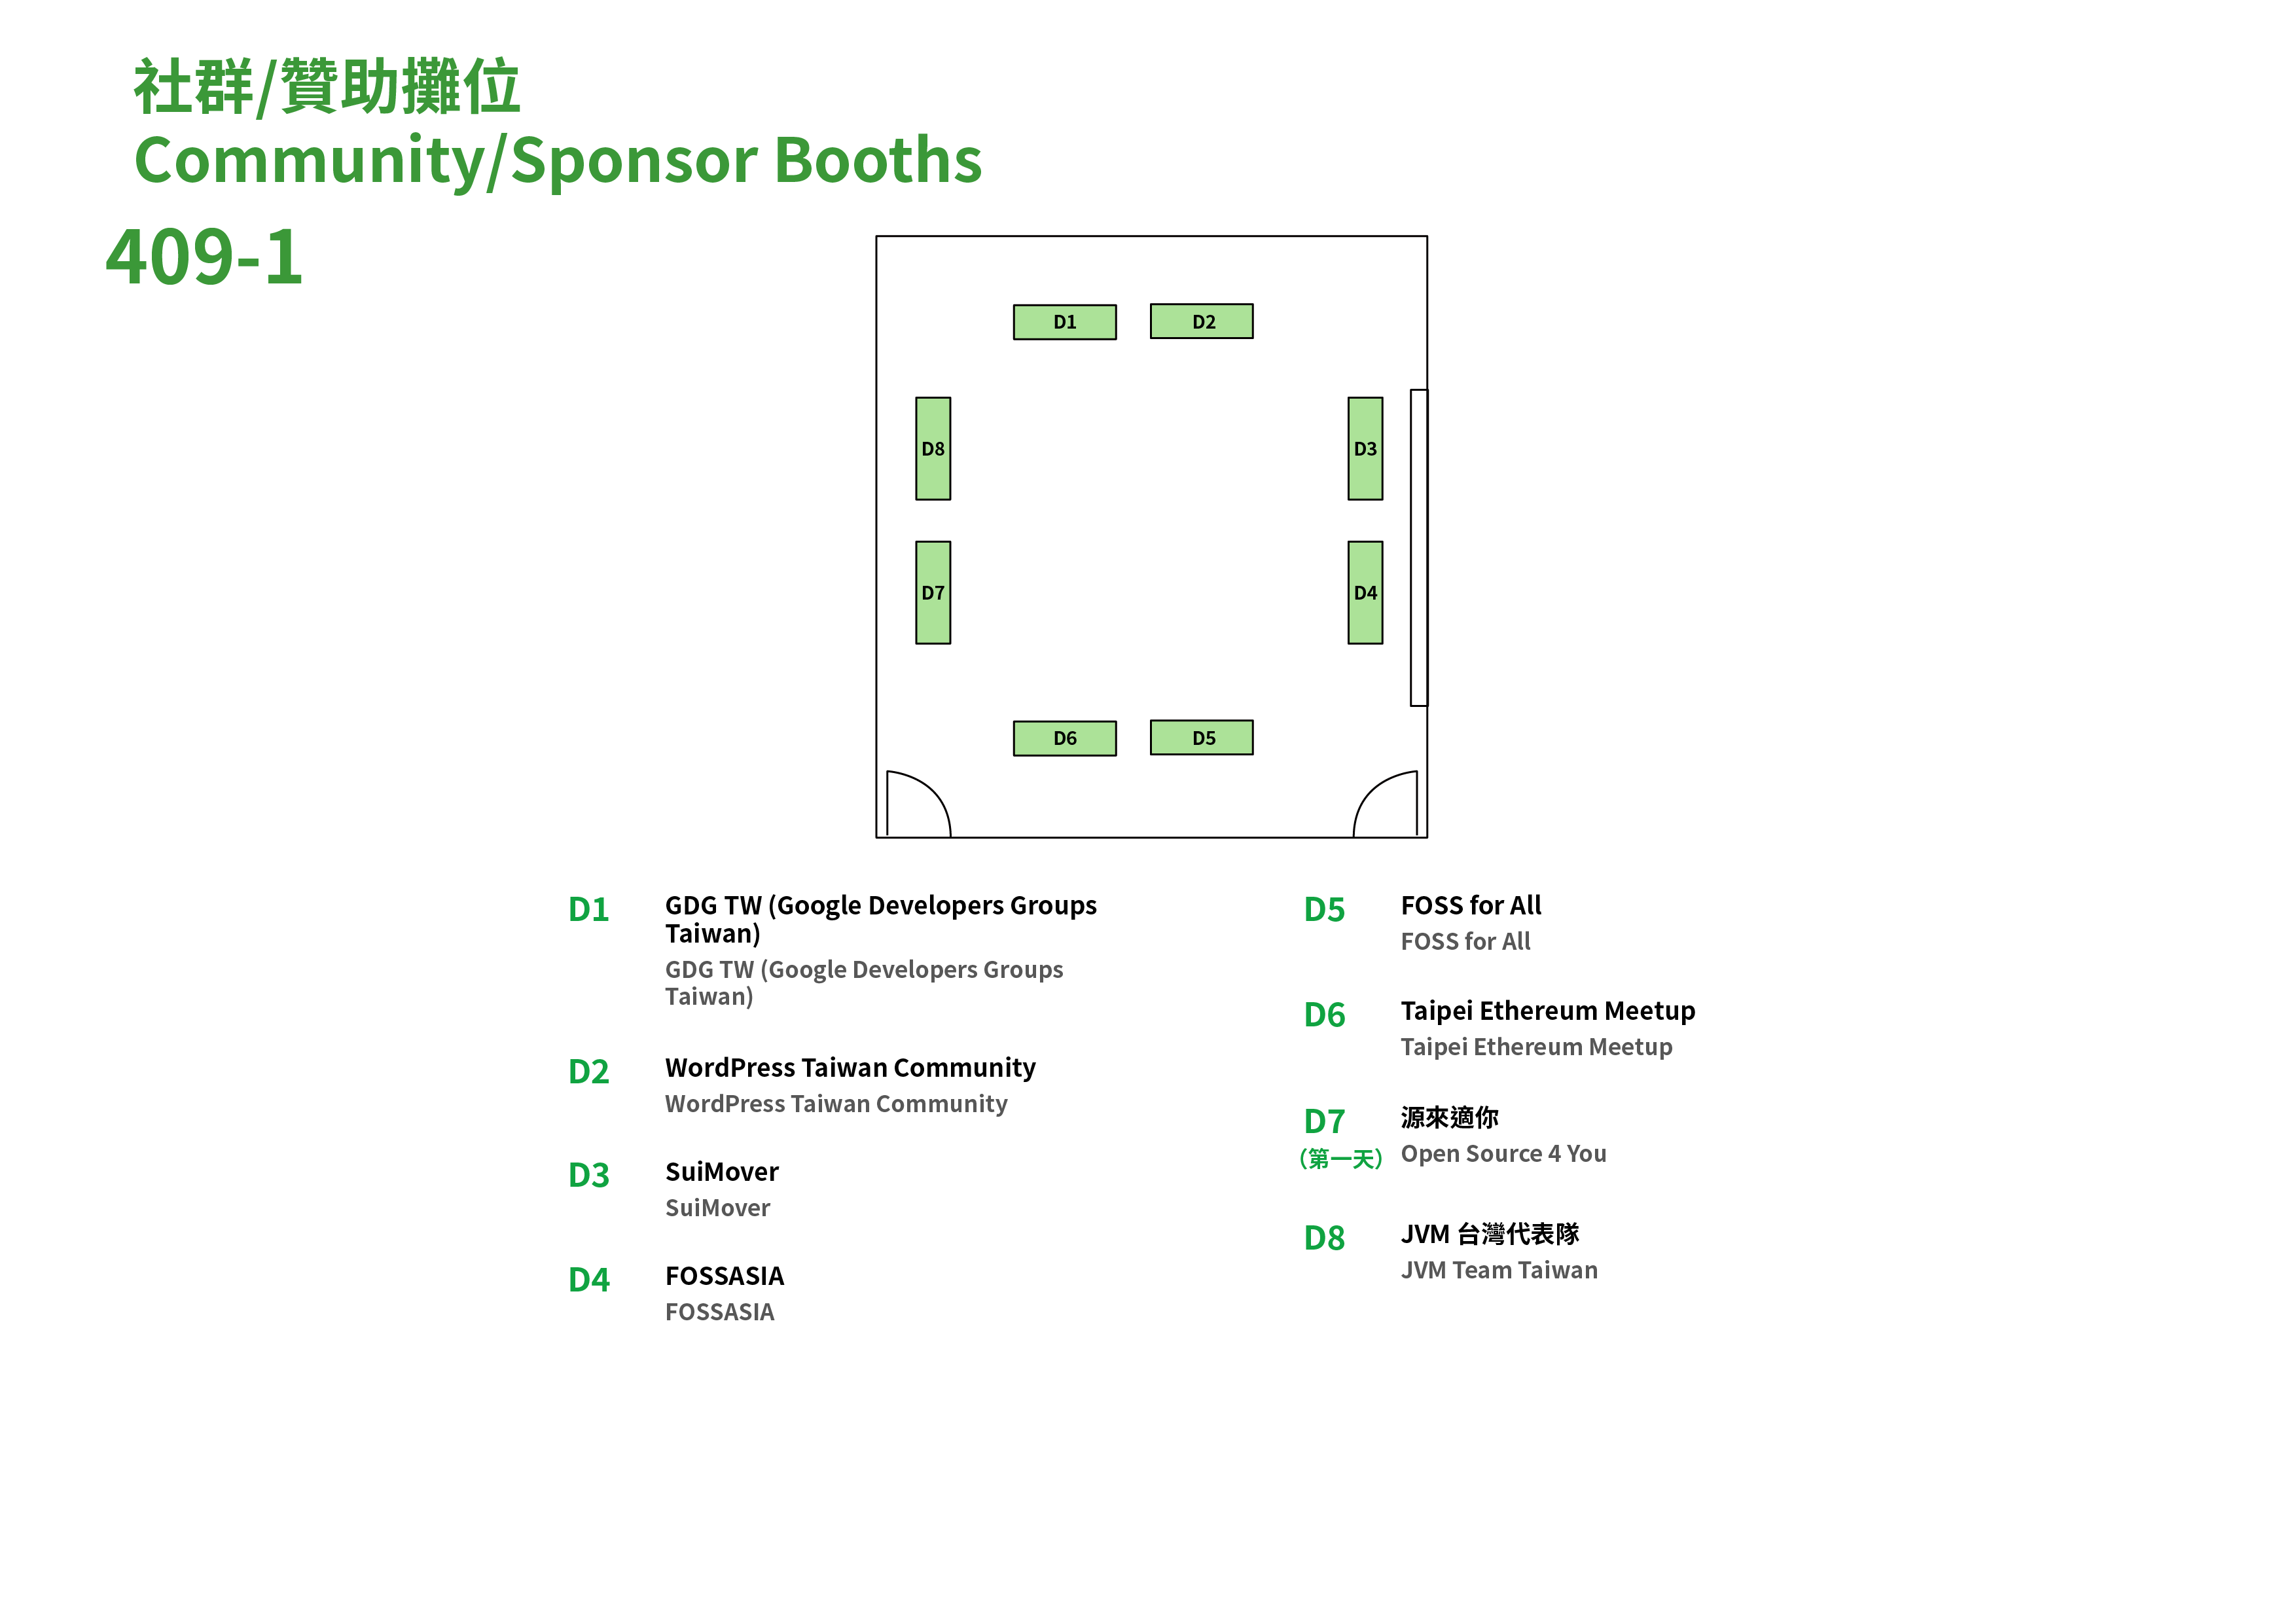 社群/贊助攤位
Community/Sponsor Booths
409-1
D1
D2
D8
D3
D7
D4
D6
D5
D1
GDG TW (Google Developers Groups
Taiwan)
GDG TW (Google Developers Groups
Taiwan)
D2
WordPress Taiwan Community
WordPress Taiwan Community
D3
SuiMover
SuiMover
D4
FOSSASIA
FOSSASIA
D5
FOSS for All
FOSS for All
D6
Taipei Ethereum Meetup
Taipei Ethereum Meetup
D7
源來適你
（第一天）
Open Source 4 You
D8
JVM 台灣代表隊
JVM Team Taiwan